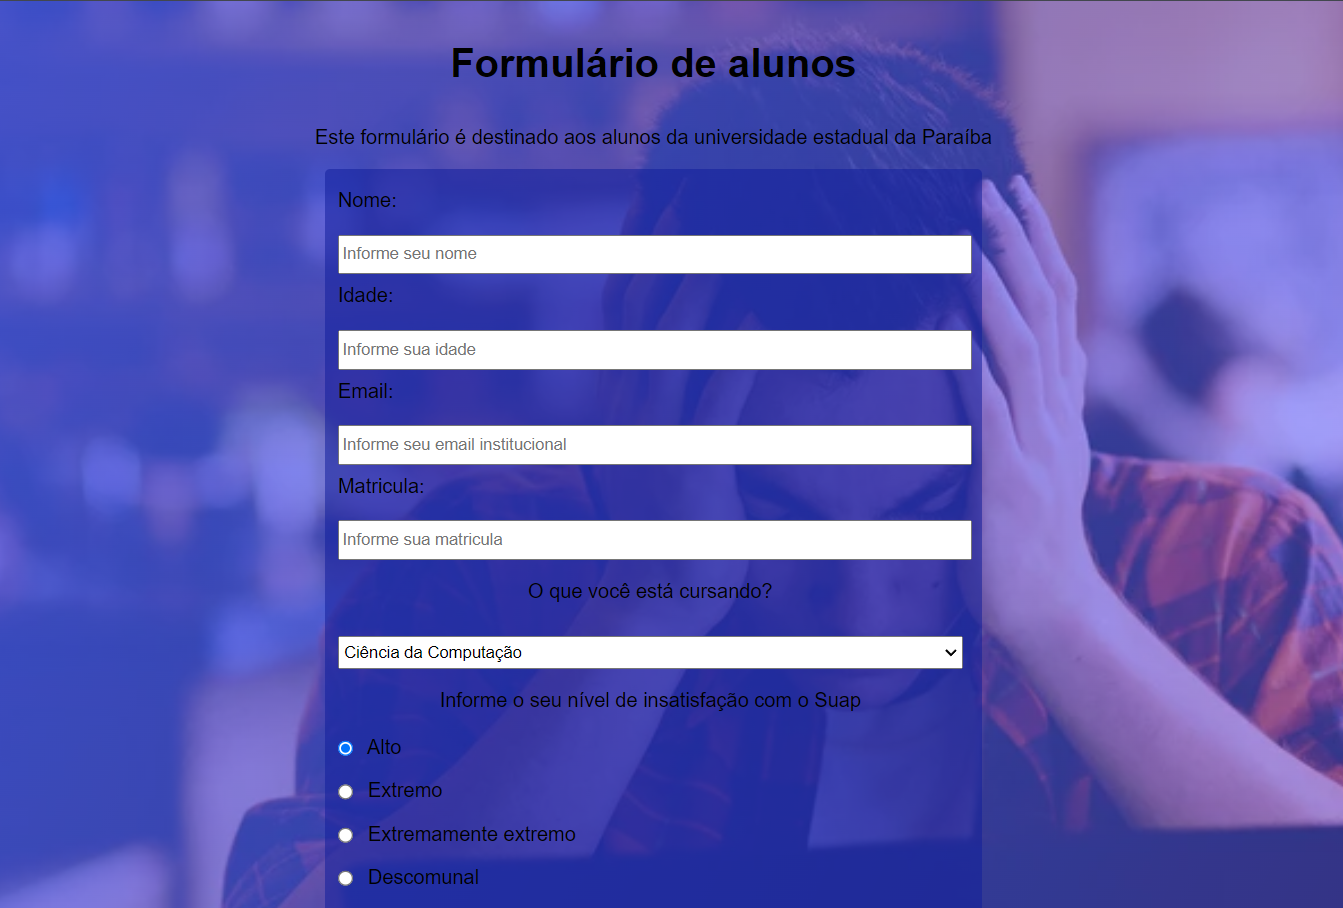 Formulário de alunos
Este formulário é destinado aos alunos da universidade estadual da Paraíba
Nome:
Informe seu nome
Idade:
Informe sua idade
Email:
Informe seu email institucional
Matricula:
Informe sua matricula
O que você está cursando?
Ciência da Computação
Informe o seu nível de insatisfação com o Suap
Alto
Extremo
Extremamente extremo
Descomunal